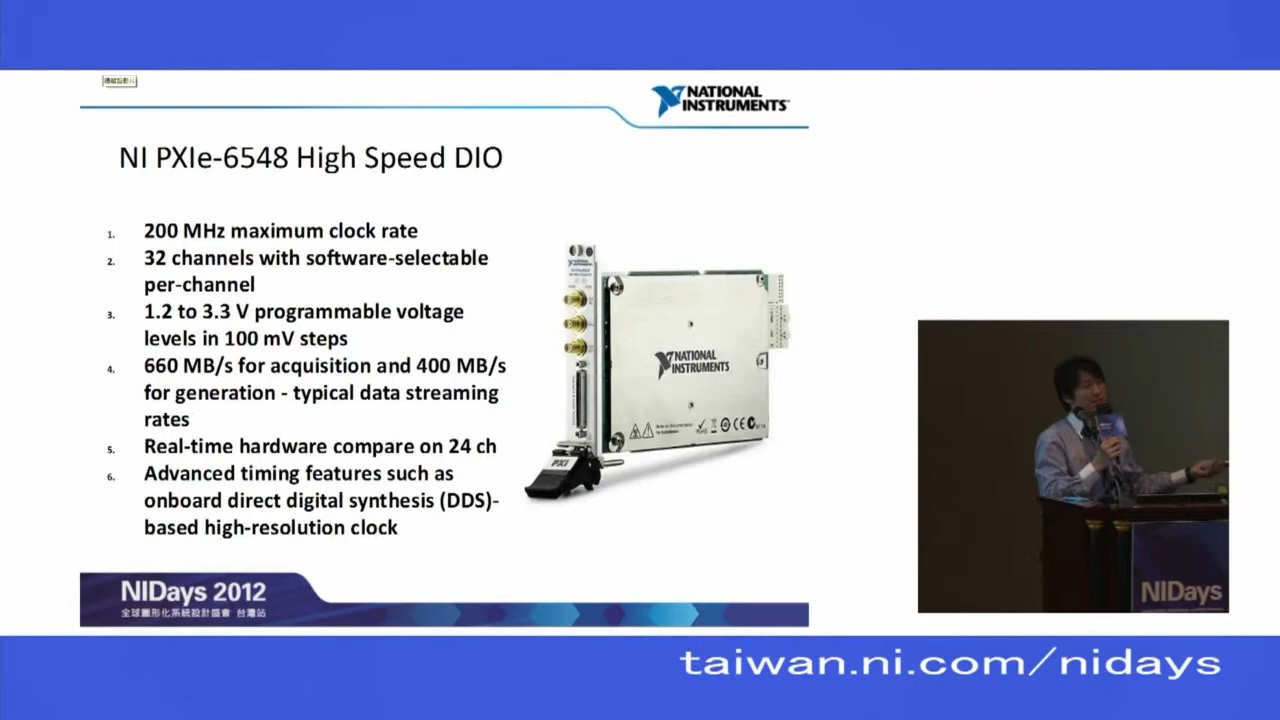 NATIONAL
INSTRUMENTS
NI PXIe-6548 High Speed DIO
1. 200 MHz maximum clock rate
2. 32 channels with software-selectable
per-channel
3. 1.2 to 3.3 V programmable voltage
levels in 100 mV steps
4. 660 MB/s for acquisition and 400 MB/s
for generation - typical data streaming
rates
5. Real-time hardware compare on 24 ch
6. Advanced timing features such as
onboard direct digital synthesis (DDS)-
based high-resolution clock
NATIONAL
INSTRUMENTS
PXI
NIDays 2012
全球圖形化系統設計盛會 台灣站
NIDays
taiwan.ni.com/nidays